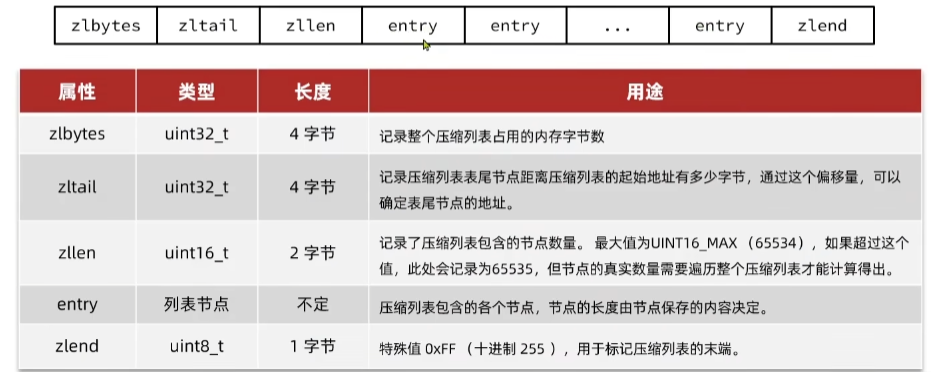 zlbytes zltail zllen entry entry ... entry zlend
属性 类型 长度 用途
zlbytes uint32_t 4 字节 记录整个压缩列表占用的内存字节数
zltail uint32_t 4 字节 记录压缩列表表尾节点距离压缩列表的起始地址有多少字节，通过这个偏移量，可以
确定表尾节点的地址。
zllen uint16_t 2 字节 记录了压缩列表包含的节点数量。 最大值为UINT16_MAX （65534），如果超过这个
值，此处会记录为65535，但节点的真实数量需要遍历整个压缩列表才能计算得出。
entry 列表节点 不定 压缩列表包含的各个节点，节点的长度由节点保存的内容决定。
zlend uint8_t 1 字节 特殊值 0xFF （十进制 255 ），用于标记压缩列表的末端。